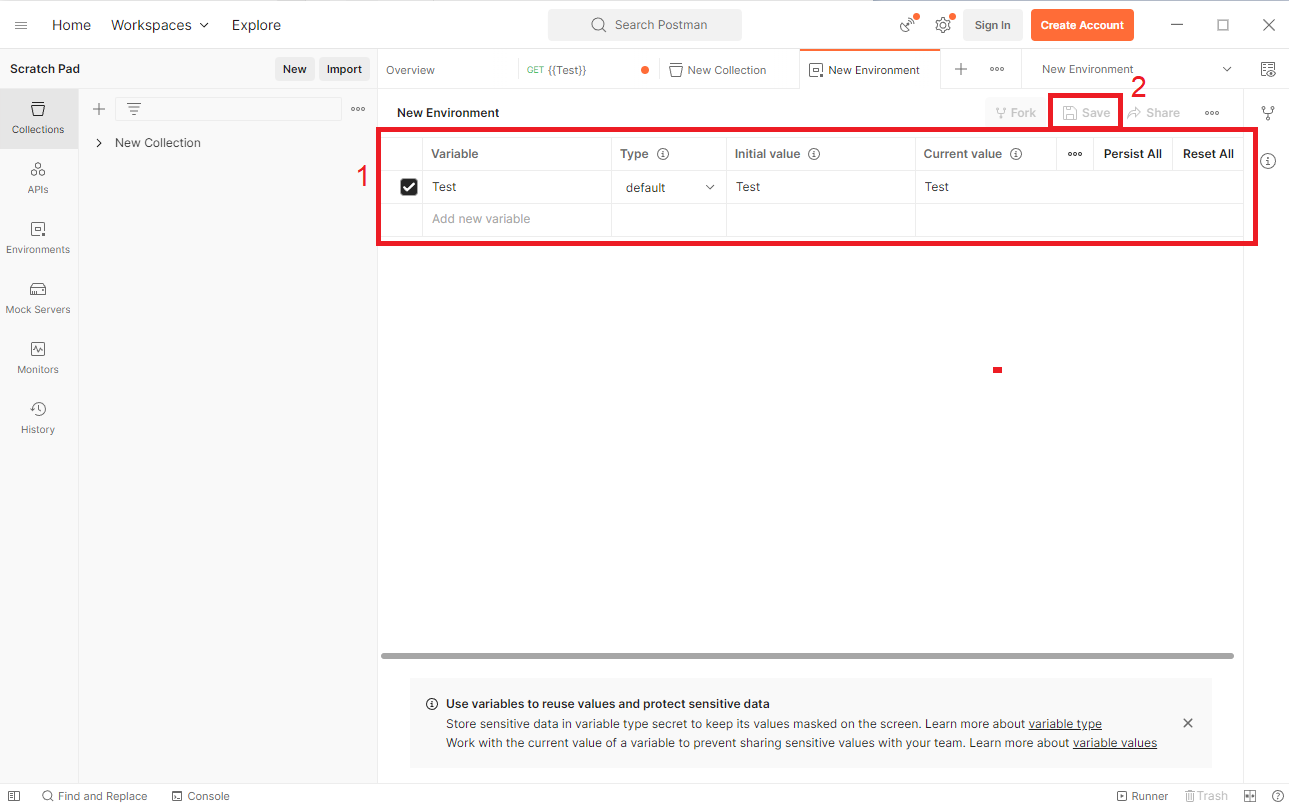 Home Workspaces Explore Search Postman Sign In Create Account
Scratch Pad New Import Overview GET {{Test}} New Collection New Environment New Environment
2
Collections
New Environment Fork Save Share
New Collection
1
Variable Type Initial value Current value Persist All Reset All
Test default Test Test
Add new variable
APIs
Environments
Mock Servers
Monitors
History
Use variables to reuse values and protect sensitive data
Store sensitive data in variable type secret to keep its values masked on the screen. Learn more about variable type
Work with the current value of a variable to prevent sharing sensitive values with your team. Learn more about variable values
Find and Replace Console Runner Trash